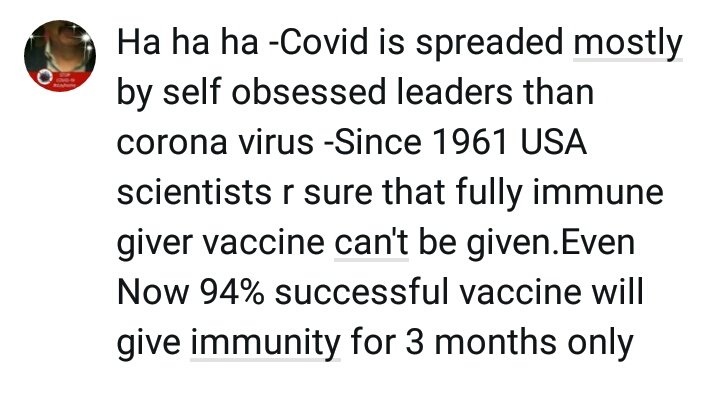 Ha ha ha -Covid is spreaded mostly
by self obsessed leaders than
corona virus -Since 1961 USA
scientists r sure that fully immune
giver vaccine can't be given.Even
Now 94% successful vaccine will
give immunity for 3 months only